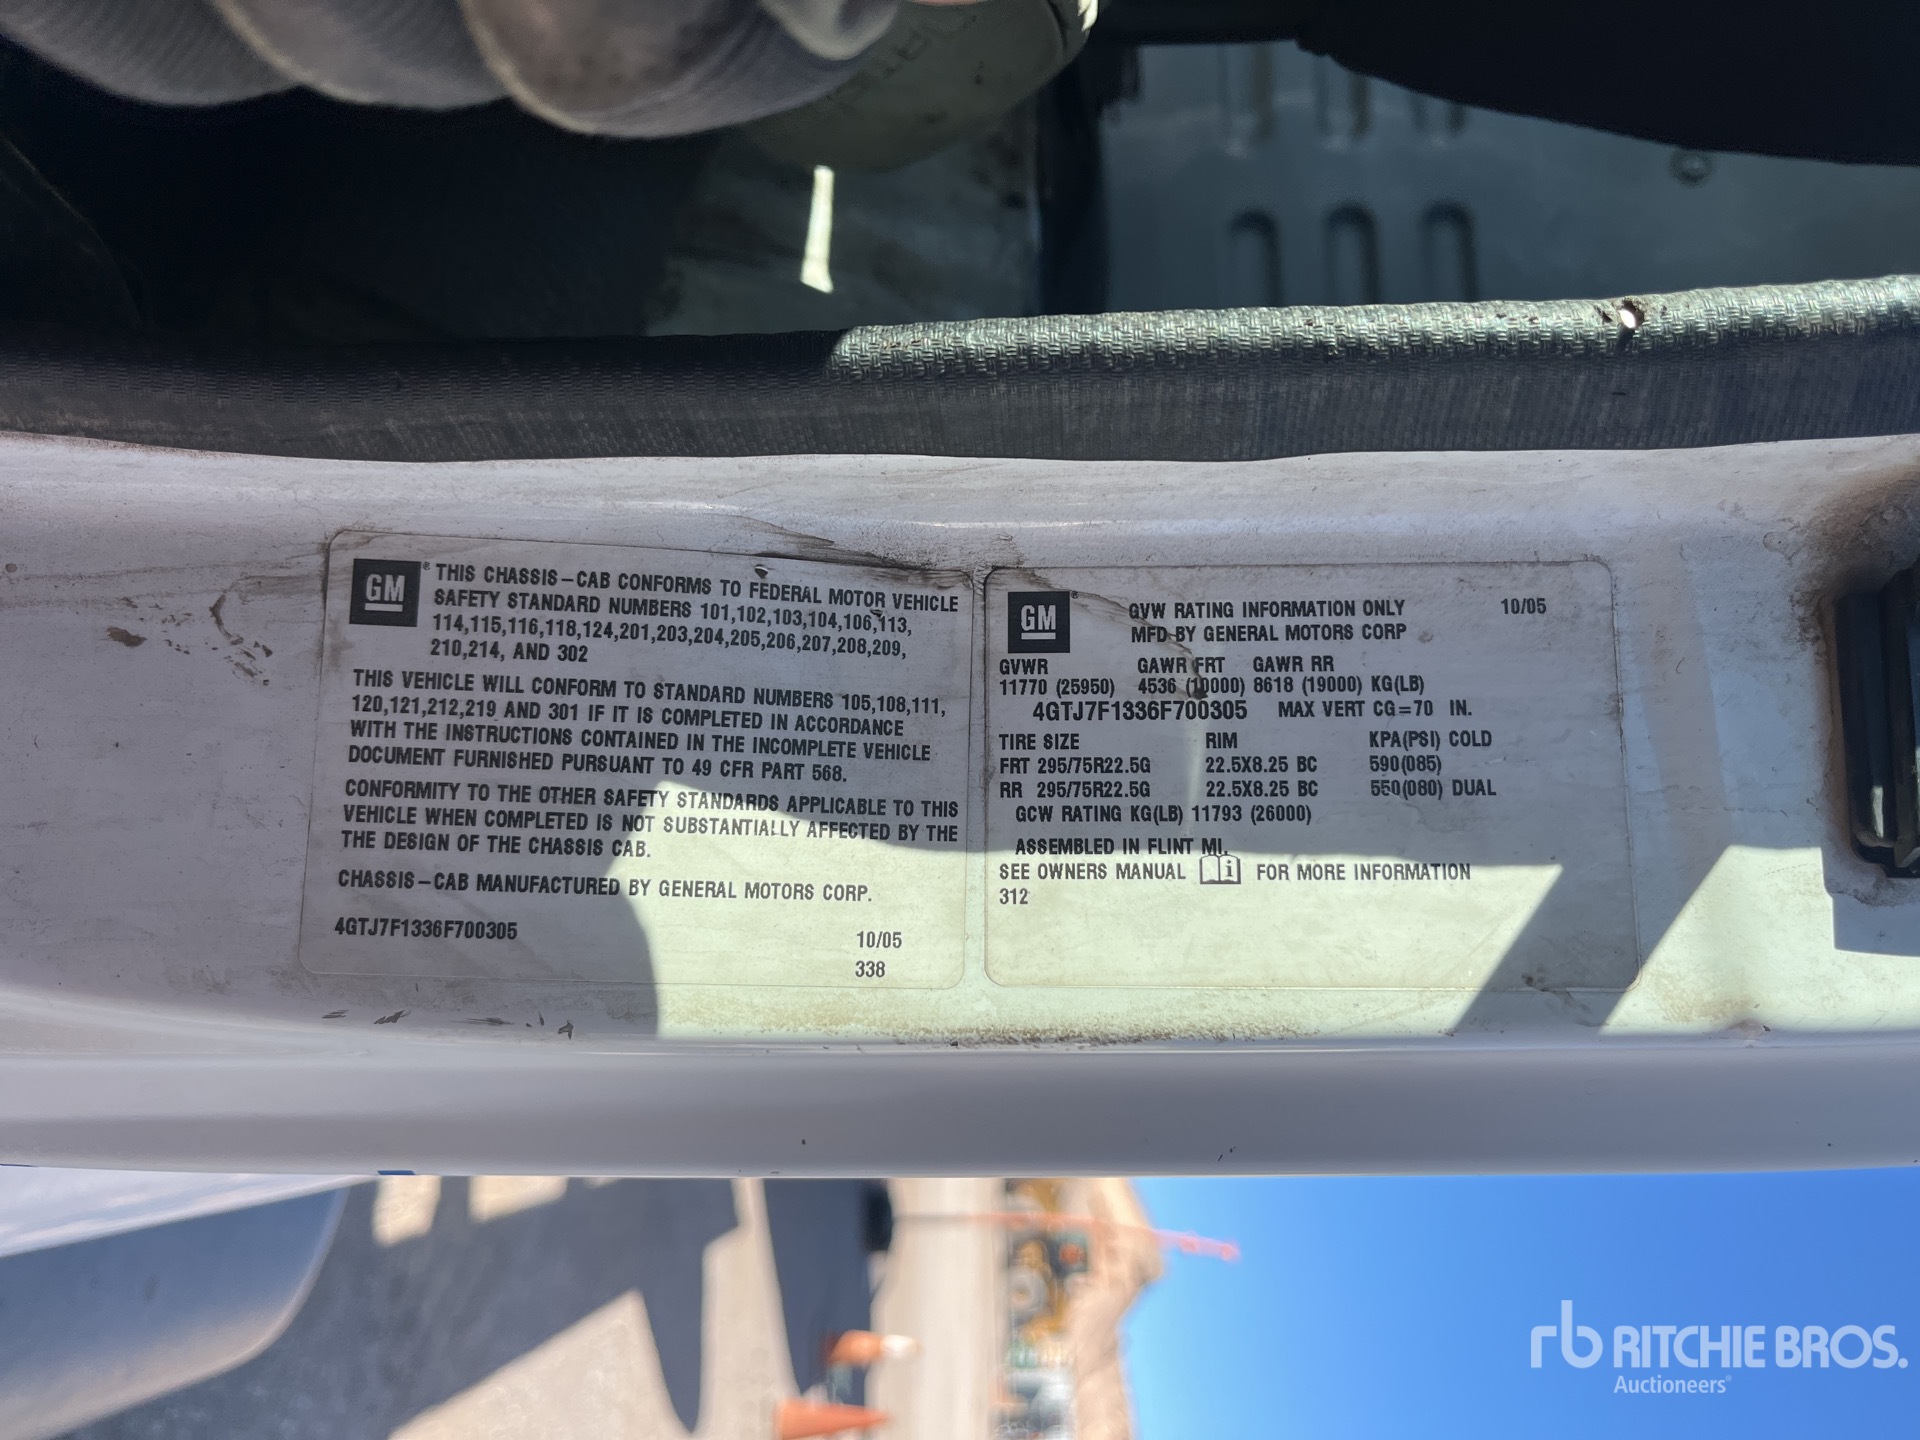 GM® THIS CHASSIS-CAB CONFORMS TO FEDERAL MOTOR VEHICLE
SAFETY STANDARD NUMBERS 101,102,103,104,106,113,
114,115,116,118,124,201,203,204,205,206,207,208,209,
210,214, AND 302
THIS VEHICLE WILL CONFORM TO STANDARD NUMBERS 105,108,111,
120,121,212,219 AND 301 IF IT IS COMPLETED IN ACCORDANCE
WITH THE INSTRUCTIONS CONTAINED IN THE INCOMPLETE VEHICLE
DOCUMENT FURNISHED PURSUANT TO 49 CFR PART 568.
CONFORMITY TO THE OTHER SAFETY STANDARDS APPLICABLE TO THIS
VEHICLE WHEN COMPLETED IS NOT SUBSTANTIALLY AFFECTED BY THE
THE DESIGN OF THE CHASSIS CAB.
CHASSIS-CAB MANUFACTURED BY GENERAL MOTORS CORP.
4GTJ7F1336F700305
10/05
338
GM® GVW RATING INFORMATION ONLY 10/05
MFD BY GENERAL MOTORS CORP
GVWR GAWR FRT GAWR RR
11770 (25950) 4536 (10000) 8618 (19000) KG(LB)
4GTJ7F1336F700305 MAX VERT CG=70 IN.
TIRE SIZE RIM KPA(PSI) COLD
FRT 295/75R22.5G 22.5X8.25 BC 590(085)
RR 295/75R22.5G 22.5X8.25 BC 550(080) DUAL
GCW RATING KG(LB) 11793 (26000)
ASSEMBLED IN FLINT MI.
SEE OWNERS MANUAL i FOR MORE INFORMATION
312
rb RITCHIE BROS.
Auctioneers